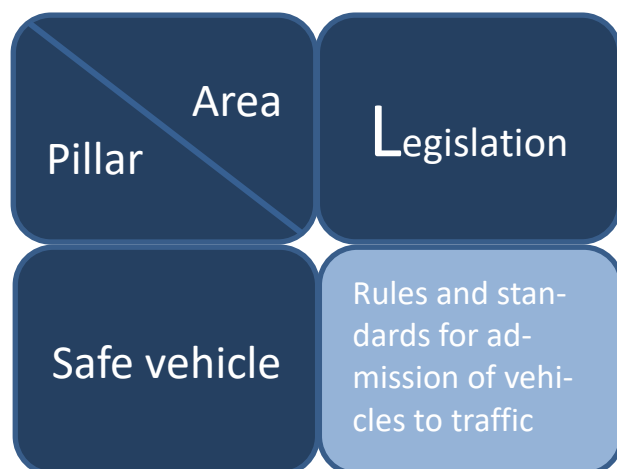 Area
Pillar
Legislation
Safe vehicle
Rules and stan-
dards for ad-
mission of vehi-
cles to traffic